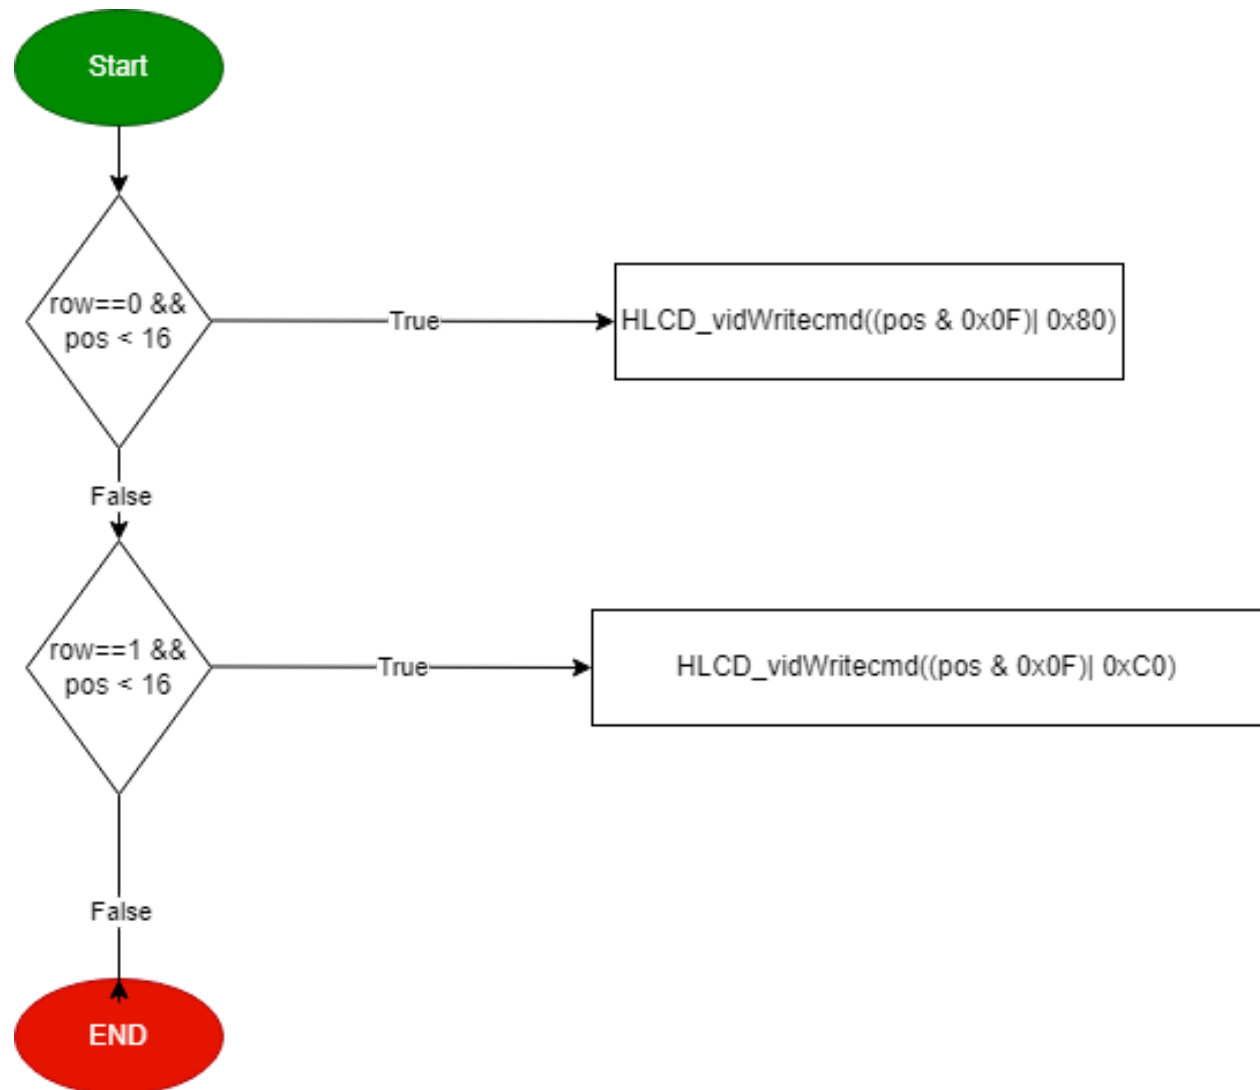 Start
row==0 &&
pos < 16
True
HLCD_vidWritecmd((pos & 0x0F)| 0x80)
False
row==1 &&
pos < 16
True
HLCD_vidWritecmd((pos & 0x0F)| 0xC0)
False
END